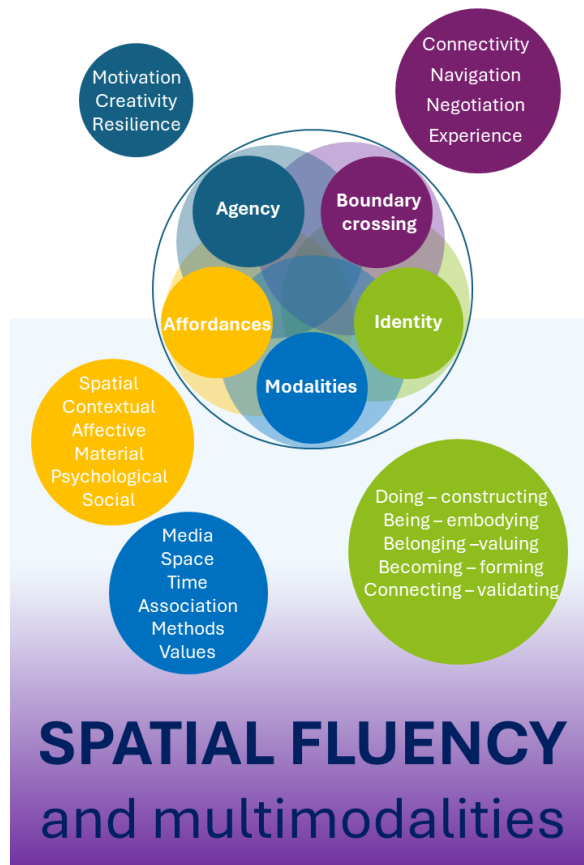 Motivation
Creativity
Resilience
Connectivity
Navigation
Negotiation
Experience
Agency
Boundary
crossing
Affordances
Identity
Modalities
Spatial
Contextual
Affective
Material
Psychological
Social
Media
Space
Time
Association
Methods
Values
Doing – constructing
Being – embodying
Belonging –valuing
Becoming – forming
Connecting – validating
SPATIAL FLUENCY
and multimodalities